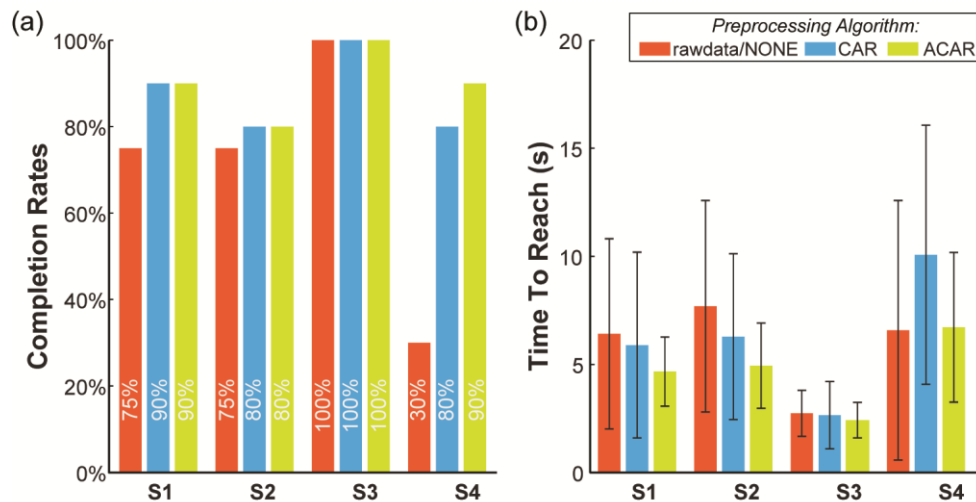 (a)
Completion Rates
100%
80%
60%
40%
20%
0%
75%
90%
90%
75%
80%
80%
100%
100%
100%
30%
80%
90%
S1
S2
S3
S4
(b)
Preprocessing Algorithm:
rawdata/NONE CAR ACAR
Time To Reach (s)
20
15
10
5
0
S1
S2
S3
S4